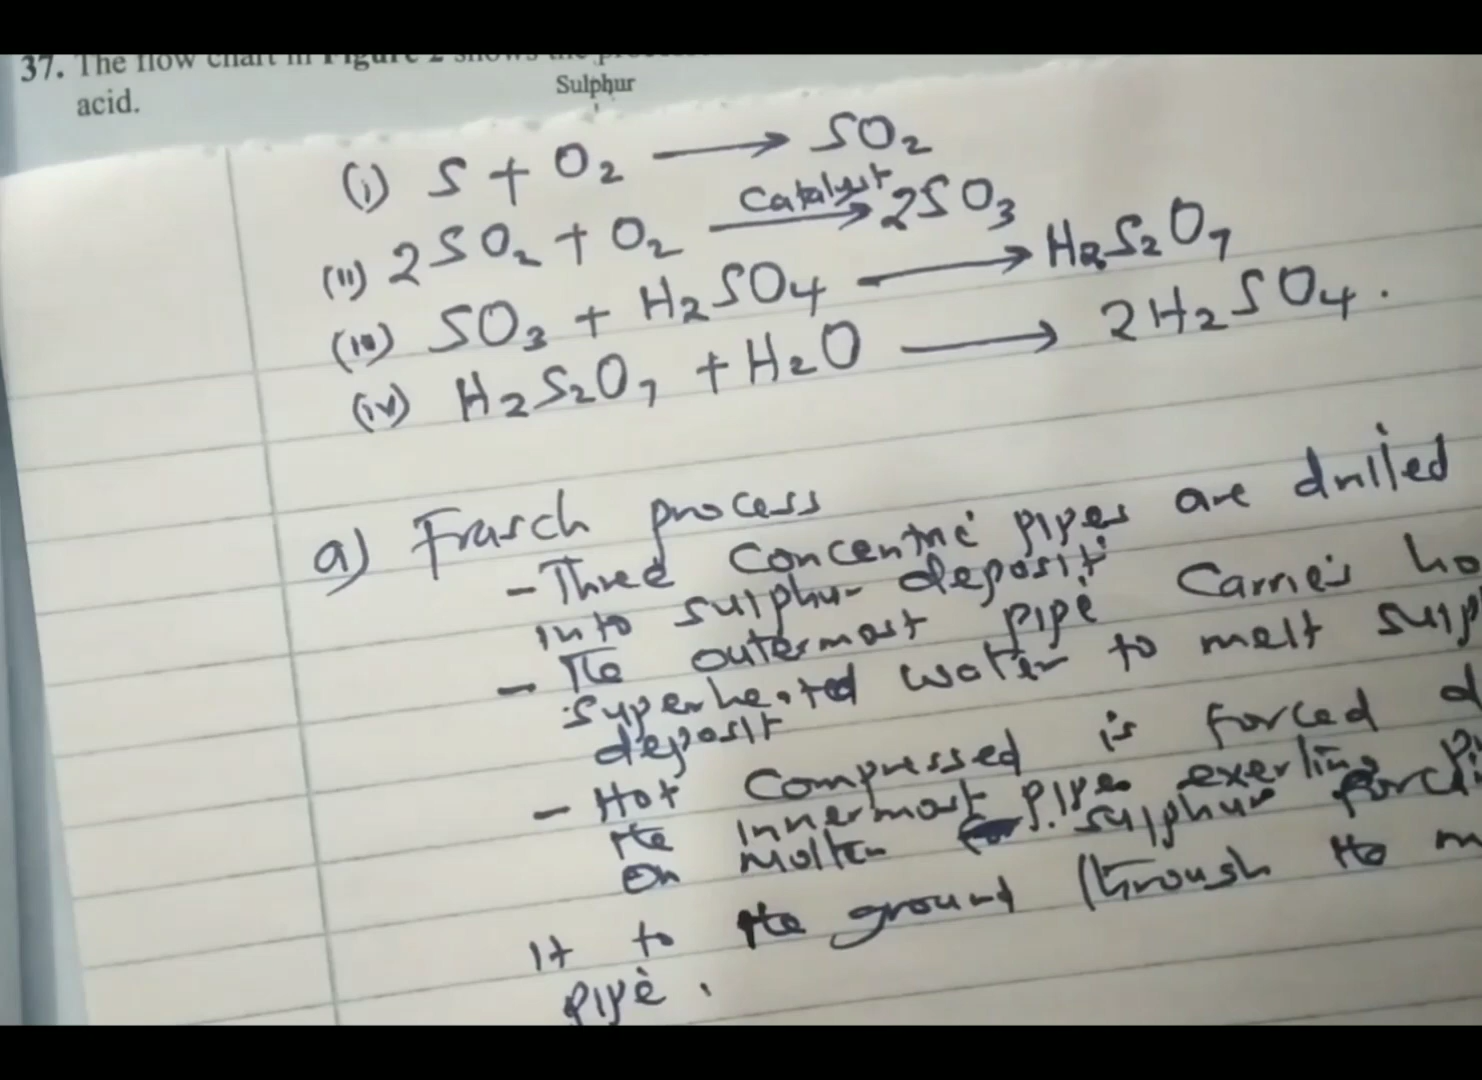 37. The flow chart in Figure 2 shows the
acid.
Sulphur
(i) S + O₂ → SO₂
(ii) 2SO₂ + O₂ catalyst→ 2SO₃
(iii) SO₃ + H₂SO₄ → H₂S₂O₇
(iv) H₂S₂O₇ + H₂O → 2H₂SO₄.
a) Frasch process
- Three concentric pipes are drilled
into sulphur deposit
- The outermost pipe carries ho
superheated water to melt sulp
deposit
- Hot compressed is forced d
the innermost pipes exerting
on molten sulphur forci
it to the ground through the m
pipe.